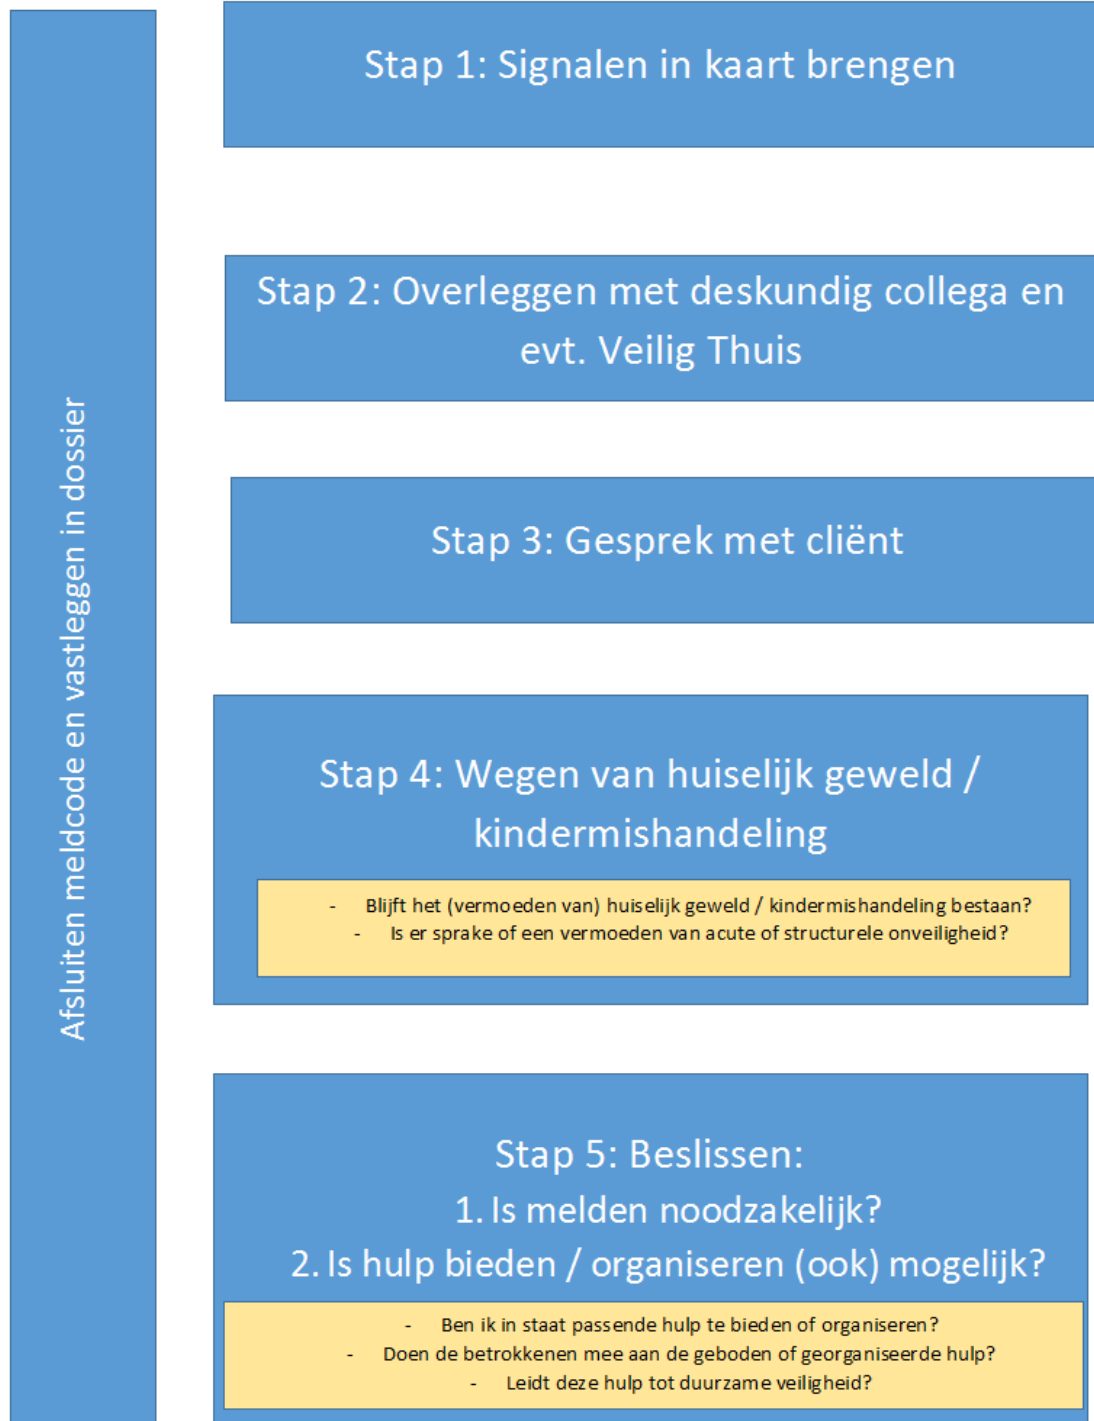 Afsluiten meldcode en vastleggen in dossier
Stap 1: Signalen in kaart brengen
Stap 2: Overleggen met deskundig collega en
evt. Veilig Thuis
Stap 3: Gesprek met cliënt
Stap 4: Wegen van huiselijk geweld /
kindermishandeling
- Blijft het (vermoeden van) huiselijk geweld / kindermishandeling bestaan?
- Is er sprake of een vermoeden van acute of structurele onveiligheid?
Stap 5: Beslissen:
1. Is melden noodzakelijk?
2. Is hulp bieden / organiseren (ook) mogelijk?
- Ben ik in staat passende hulp te bieden of organiseren?
- Doen de betrokkenen mee aan de geboden of georganiseerde hulp?
- Leidt deze hulp tot duurzame veiligheid?